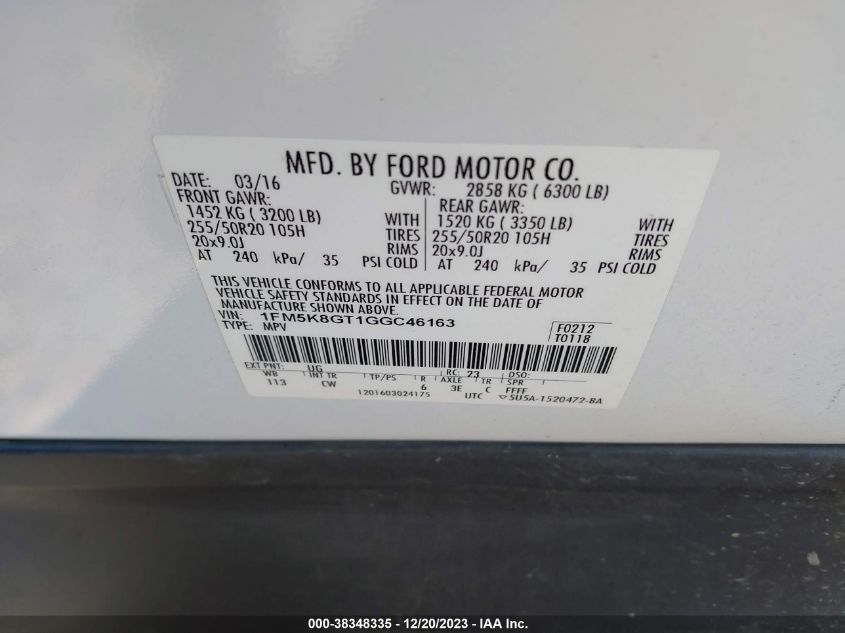 MFD. BY FORD MOTOR CO.
DATE: 03/16 GVWR: 2858 KG ( 6300 LB)
FRONT GAWR: REAR GAWR:
1452 KG ( 3200 LB) WITH 1520 KG ( 3350 LB) WITH
255/50R20 105H TIRES 255/50R20 105H TIRES
20x9.0J RIMS 20x9.0J RIMS
AT 240 kPa/ 35 PSI COLD AT 240 kPa/ 35 PSI COLD
THIS VEHICLE CONFORMS TO ALL APPLICABLE FEDERAL MOTOR
VEHICLE SAFETY STANDARDS IN EFFECT ON THE DATE OF
MANUFACTURE SHOWN ABOVE.
VIN: 1FM5K8GT1GGC46163 F0212
TYPE: MPV T0118
EXT PNT: UG RC: 23 DSO:
WB INT TR TP/PS R AXLE TR SPR
113 CW 6 3E C FFFF
1201603024175 UTC ▽5U5A-1520472-BA
000-38348335 - 12/20/2023 - IAA Inc.